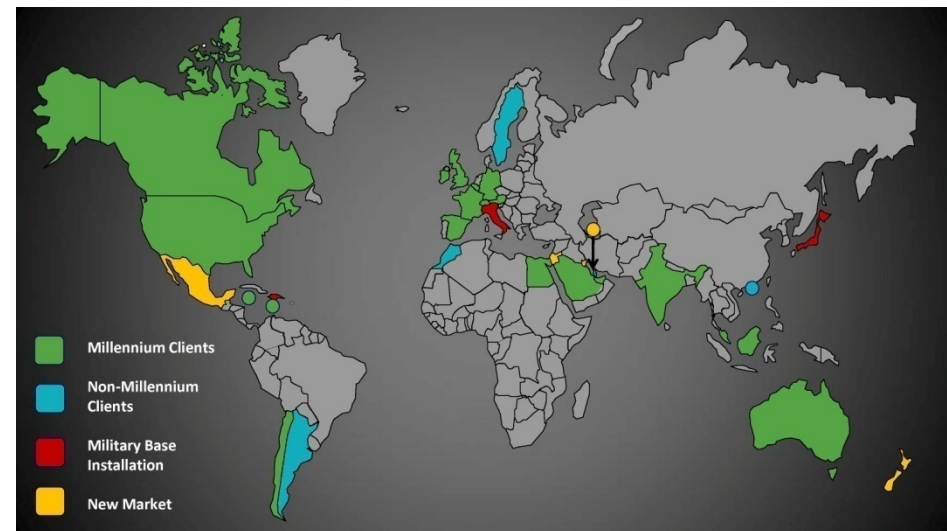 Millennium Clients
Non-Millennium
Clients
Military Base
Installation
New Market